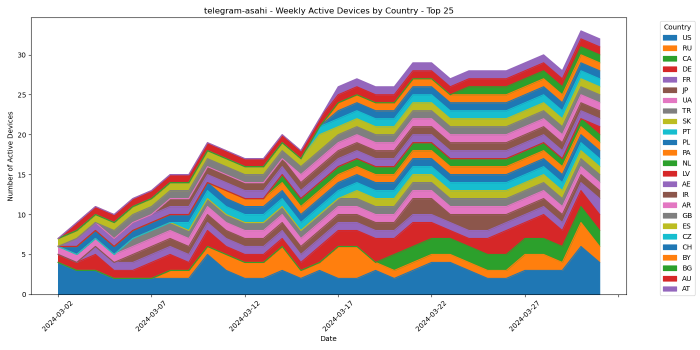 telegram-asahi - Weekly Active Devices by Country - Top 25
Number of Active Devices
30
25
20
15
10
5
0
2024-03-02
2024-03-07
2024-03-12
2024-03-17
2024-03-22
2024-03-27
Date
Country
US
RU
CA
DE
FR
JP
UA
TR
SK
PT
PL
PA
NL
LV
AE
IR
AR
GB
ES
CZ
CH
BY
BG
AU
AT